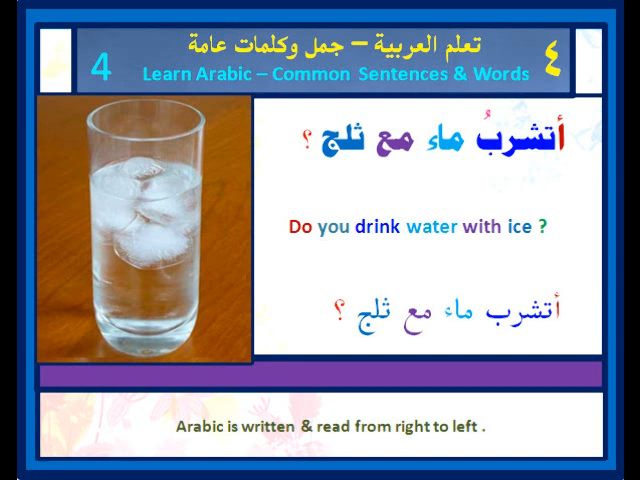 تعلم العربية – جمل وكلمات عامة
Learn Arabic – Common Sentences & Words
4
٤
أتشربُ ماء مع ثلج ؟
Do you drink water with ice ?
أتشرب ماء مع ثلج ؟
Arabic is written & read from right to left .